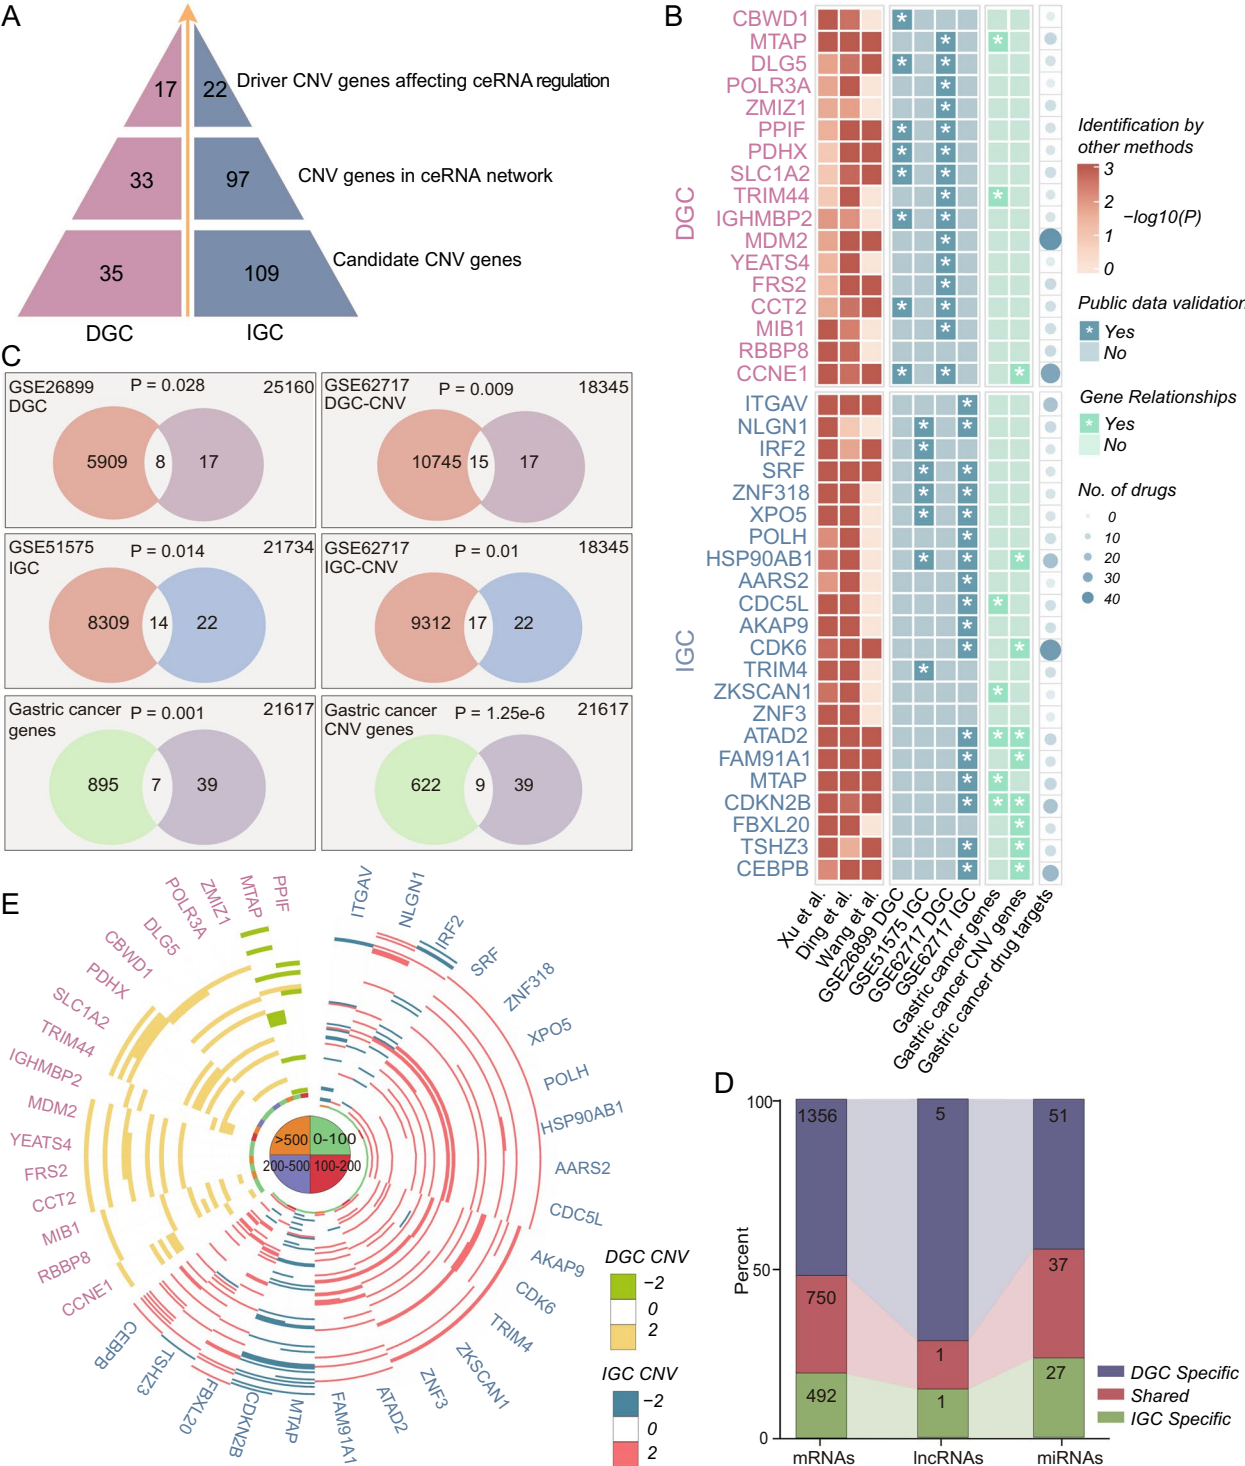 A
17
22
Driver CNV genes affecting ceRNA regulation
33
97
CNV genes in ceRNA network
35
109
Candidate CNV genes
DGC
IGC
B
DGC
CBWD1
MTAP
DLG5
POLR3A
ZMIZ1
PPIF
PDHX
SLC1A2
TRIM44
IGHMBP2
MDM2
YEATS4
FRS2
CCT2
MIB1
RBBP8
CCNE1
IGC
ITGAV
NLGN1
IRF2
SRF
ZNF318
XPO5
POLH
HSP90AB1
AARS2
CDC5L
AKAP9
CDK6
TRIM4
ZKSCAN1
ZNF3
ATAD2
FAM91A1
MTAP
CDKN2B
FBXL20
TSHZ3
CEBPB
Xu et al.
Ding et al.
Wang et al.
GSE26899 DGC
GSE51575 IGC
GSE62717 DGC
GSE62717 IGC
Gastric cancer genes
Gastric cancer CNV genes
Gastric cancer drug targets
Identification by
other methods
3
2
1
0
−log10(P)
Public data validation
* Yes
No
Gene Relationships
* Yes
No
No. of drugs
0
10
20
30
40
C
GSE26899
DGC
P = 0.028
25160
5909
8
17
GSE62717
DGC-CNV
P = 0.009
18345
10745
15
17
GSE51575
IGC
P = 0.014
21734
8309
14
22
GSE62717
IGC-CNV
P = 0.01
18345
9312
17
22
Gastric cancer
genes
P = 0.001
21617
895
7
39
Gastric cancer
CNV genes
P = 1.25e-6
21617
622
9
39
E
PPIF
MTAP
ZMIZ1
POLR3A
DLG5
CBWD1
PDHX
SLC1A2
TRIM44
IGHMBP2
MDM2
YEATS4
FRS2
CCT2
MIB1
RBBP8
CCNE1
ITGAV
NLGN1
IRF2
SRF
ZNF318
XPO5
POLH
HSP90AB1
AARS2
CDC5L
AKAP9
CDK6
TRIM4
ZKSCAN1
ZNF3
ATAD2
FAM91A1
MTAP
CDKN2B
FBXL20
TSHZ3
CEBPB
>500
0-100
200-500
100-200
DGC CNV
−2
0
2
IGC CNV
−2
0
2
D
Percent
100
50
0
1356
750
492
5
1
1
51
37
27
mRNAs
lncRNAs
miRNAs
DGC Specific
Shared
IGC Specific